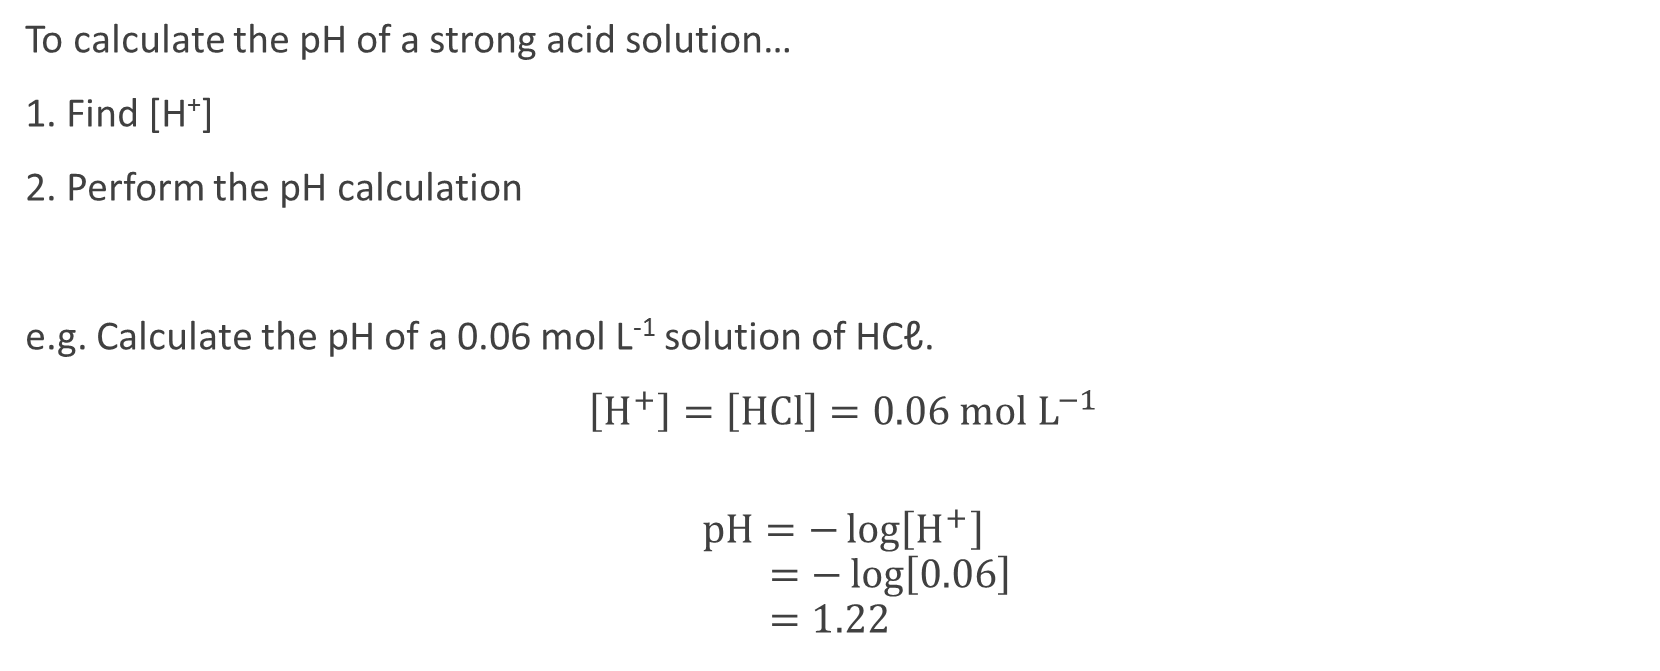 To calculate the pH of a strong acid solution...
1. Find [H⁺]
2. Perform the pH calculation
e.g. Calculate the pH of a 0.06 mol L⁻¹ solution of HCℓ.
[H⁺] = [HCl] = 0.06 mol L⁻¹
pH = − log[H⁺]
= − log[0.06]
= 1.22